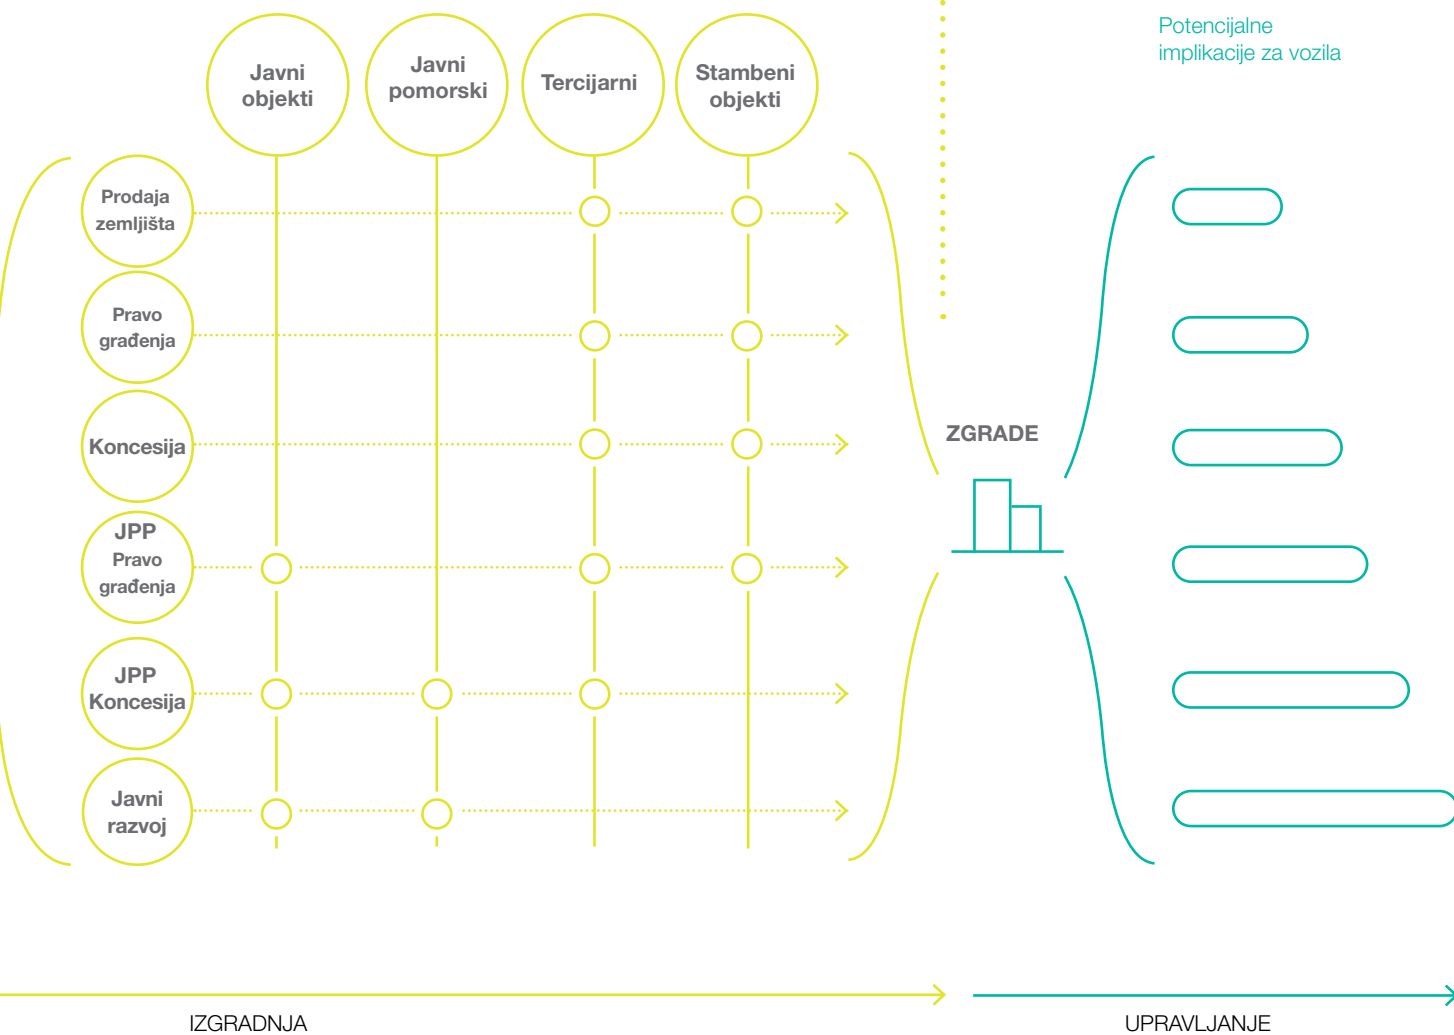 Potencijalne
implikacije za vozila
Javni
objekti
Javni
pomorski
Tercijarni
Stambeni
objekti
Prodaja
zemljišta
Pravo
građenja
Koncesija
JPP
Pravo
građenja
JPP
Koncesija
Javni
razvoj
ZGRADE
IZGRADNJA
UPRAVLJANJE